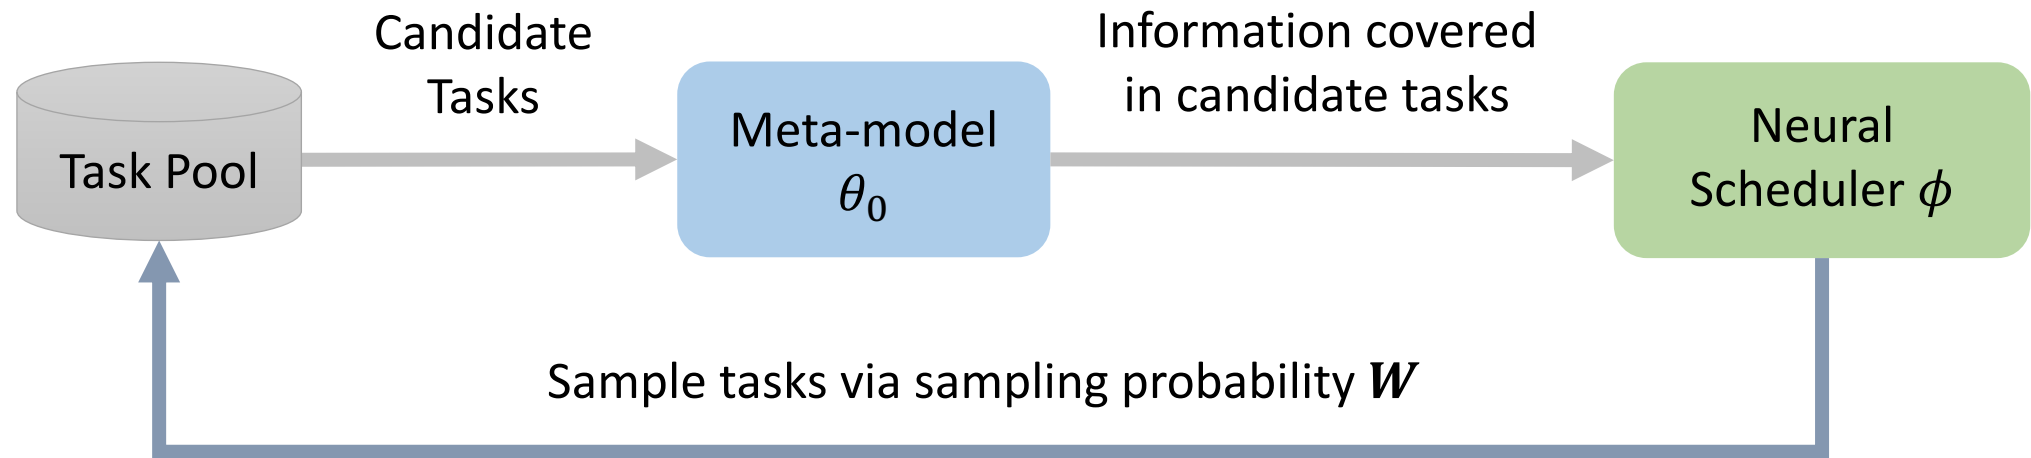 Candidate
Tasks
Information covered
in candidate tasks
Task Pool
Meta-model
θ₀
Neural
Scheduler ϕ
Sample tasks via sampling probability W